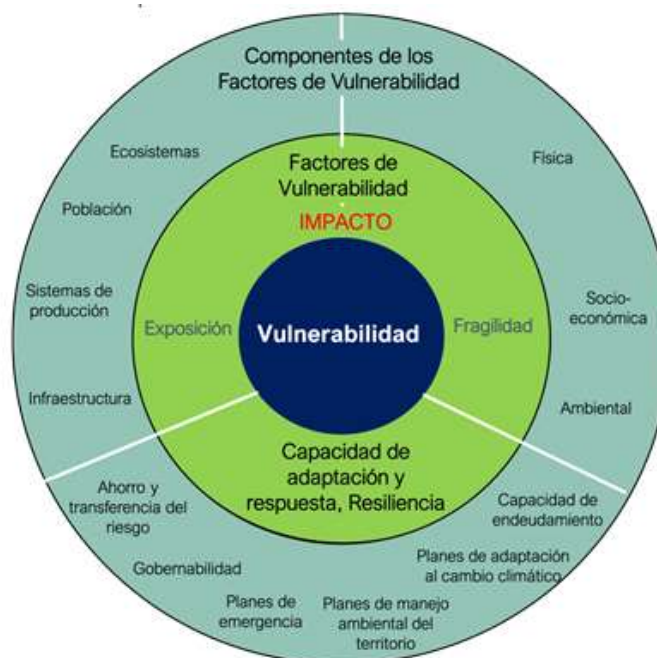 Componentes de los
Factores de Vulnerabilidad
Ecosistemas
Física
Población
Factores de
Vulnerabilidad
IMPACTO
Sistemas de
producción
Exposición
Vulnerabilidad
Fragilidad
Socio-
económica
Infraestructura
Ambiental
Capacidad de
adaptación y
respuesta, Resiliencia
Ahorro y
transferencia del
riesgo
Gobernabilidad
Planes de
emergencia
Planes de manejo
ambiental del
territorio
Planes de adaptación
al cambio climático
Capacidad de
endeudamiento